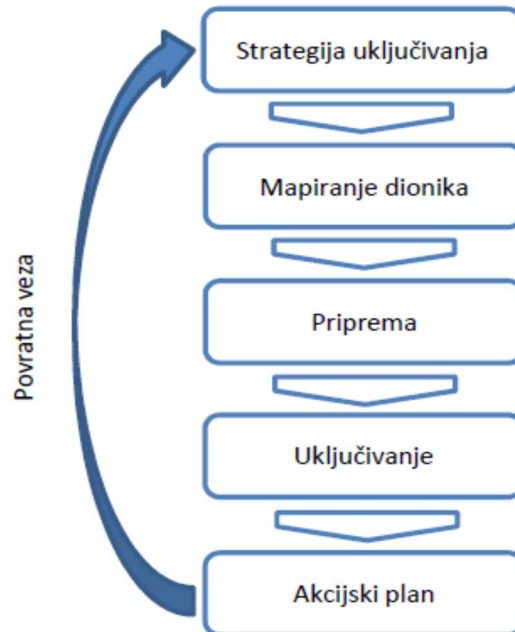 Strategija uključivanja
Mapiranje dionika
Priprema
Uključivanje
Akcijski plan
Povratna veza